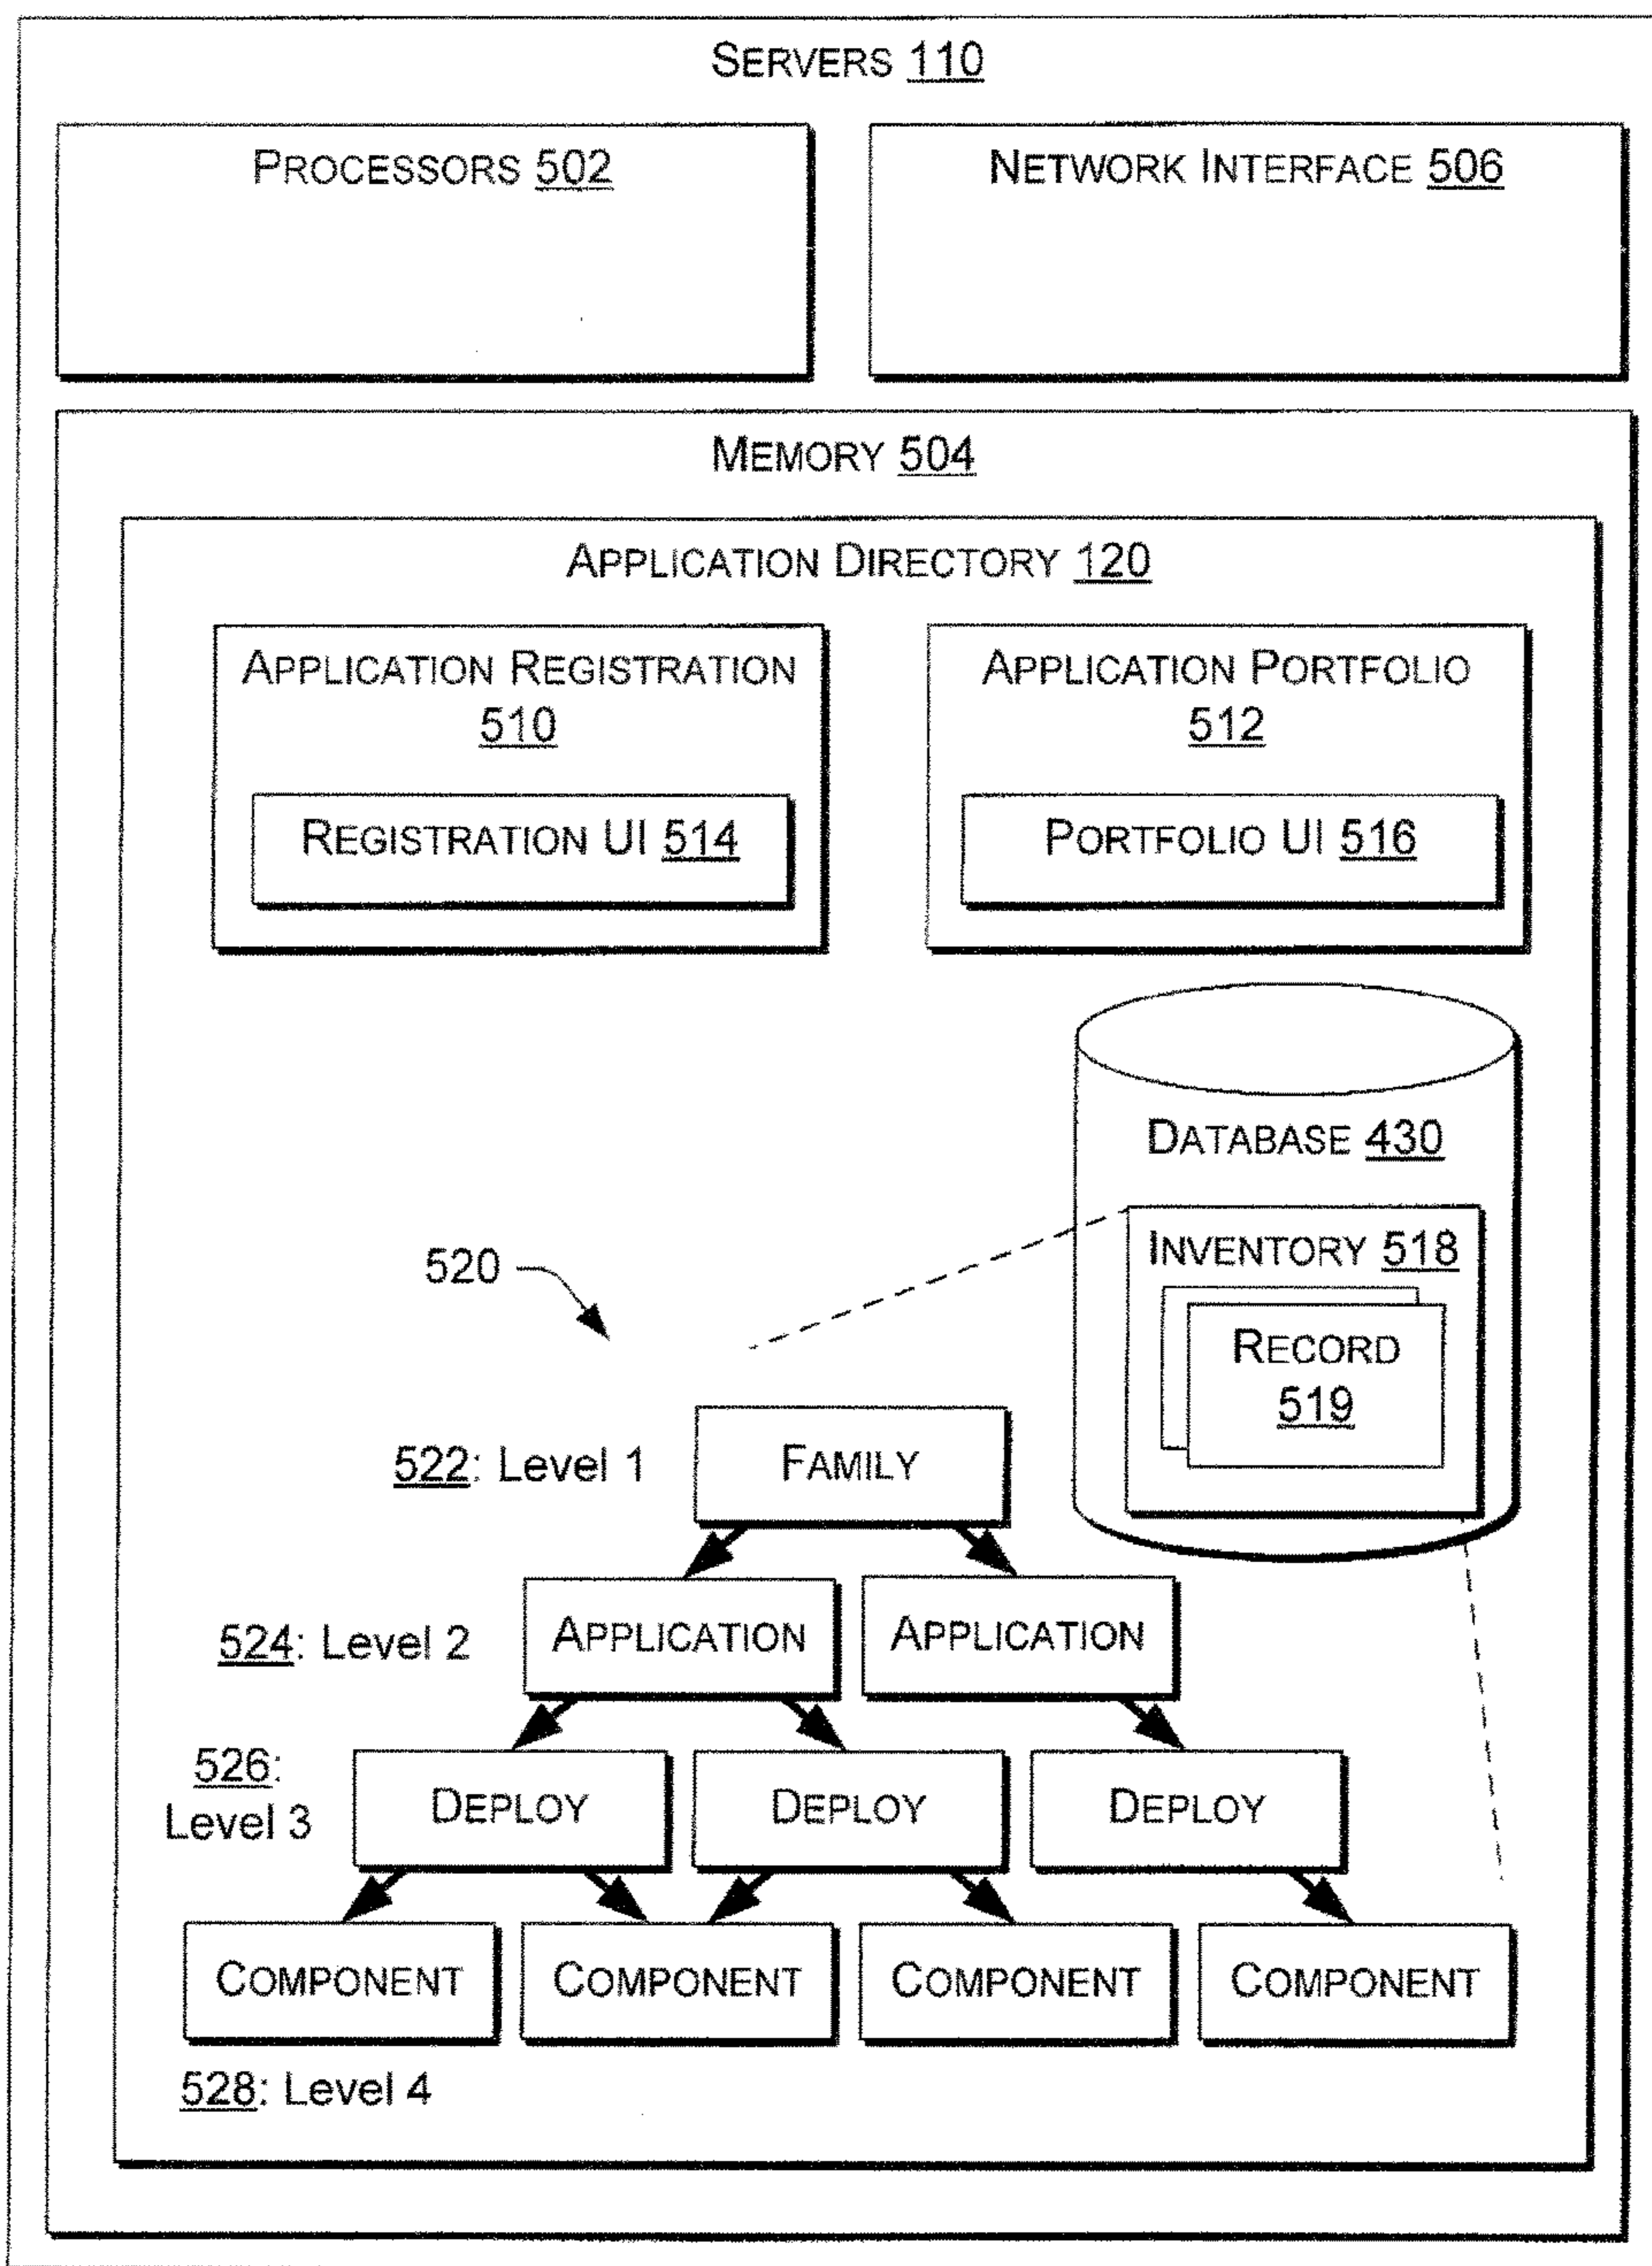 SERVERS 110
PROCESSORS 502
NETWORK INTERFACE 506
MEMORY 504
APPLICATION DIRECTORY 120
APPLICATION REGISTRATION
510
REGISTRATION UI 514
APPLICATION PORTFOLIO
512
PORTFOLIO UI 516
DATABASE 430
INVENTORY 518
RECORD
519
520
522: Level 1
FAMILY
524: Level 2
APPLICATION
APPLICATION
526:
Level 3
DEPLOY
DEPLOY
DEPLOY
COMPONENT
COMPONENT
COMPONENT
COMPONENT
528: Level 4